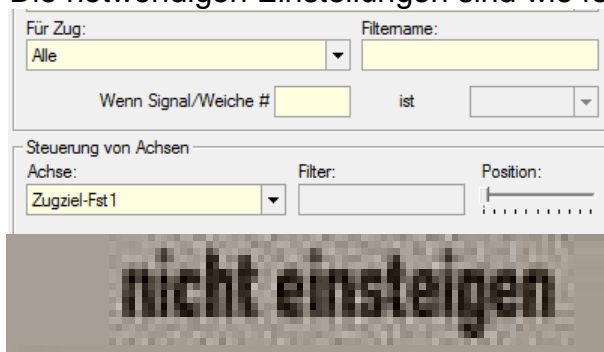 Die notwendigen Einstellungen sind wie
Für Zug: Filtername:
Alle
Wenn Signal/Weiche # ist
Steuerung von Achsen
Achse: Filter: Position:
Zugziel-Fst1
nicht einsteigen